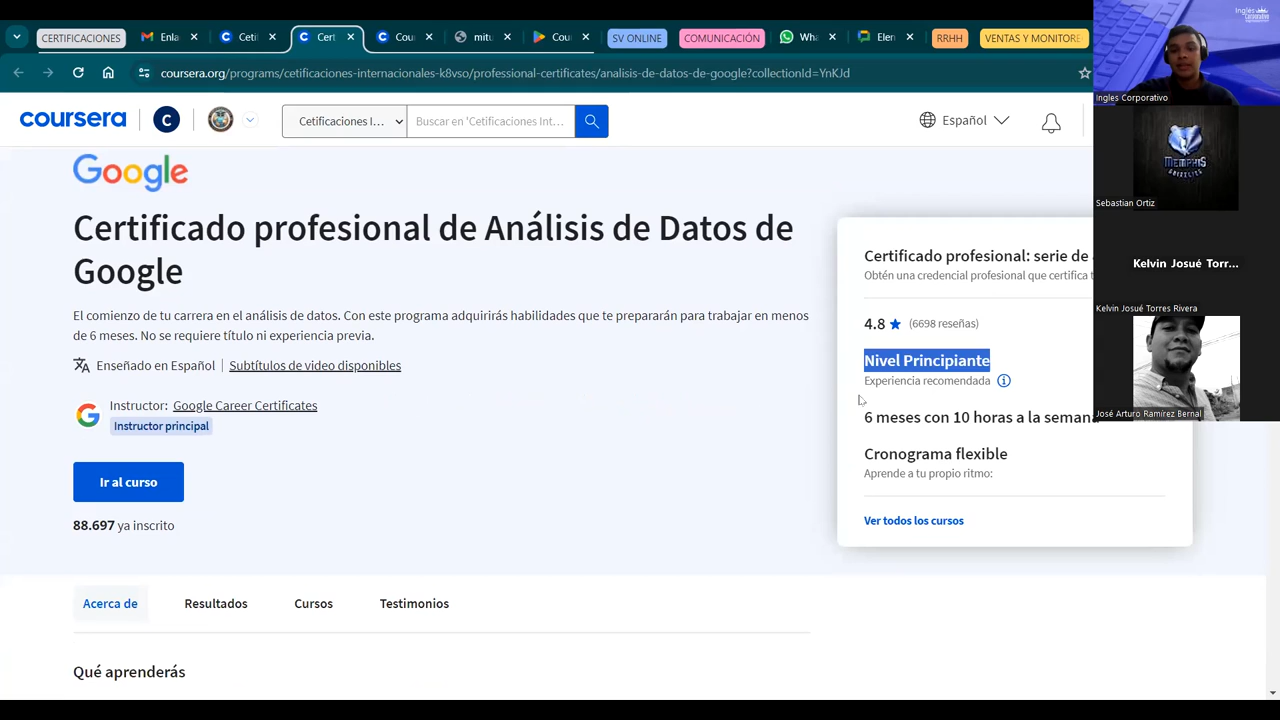 CERTIFICACIONES
Enla
Certi
Cert
Cou
mitu
Cou
SV ONLINE
COMUNICACIÓN
Wha
Elen
RRHH
VENTAS Y MONITORE
coursera.org/programs/cetificaciones-internacionales-k8vso/professional-certificates/analisis-de-datos-de-google?collectionId=YnKJd
coursera
C
Cetificaciones I...
Buscar en 'Cetificaciones Int...
Español
Google
Certificado profesional de Análisis de Datos de
Google
El comienzo de tu carrera en el análisis de datos. Con este programa adquirirás habilidades que te prepararán para trabajar en menos
de 6 meses. No se requiere título ni experiencia previa.
Enseñado en Español
Subtítulos de video disponibles
Instructor: Google Career Certificates
Instructor principal
Ir al curso
88.697 ya inscrito
Certificado profesional: serie de
Obtén una credencial profesional que certifica
4.8 ★ (6698 reseñas)
Nivel Principiante
Experiencia recomendada
6 meses con 10 horas a la semana
Cronograma flexible
Aprende a tu propio ritmo:
Ver todos los cursos
Acerca de
Resultados
Cursos
Testimonios
Qué aprenderás
Inglés
Corporativo
Ingles Corporativo
MEMPHIS
GRIZZLIES
Sebastian Ortiz
Kelvin Josué Torr...
Kelvin Josué Torres Rivera
José Arturo Ramírez Bernal